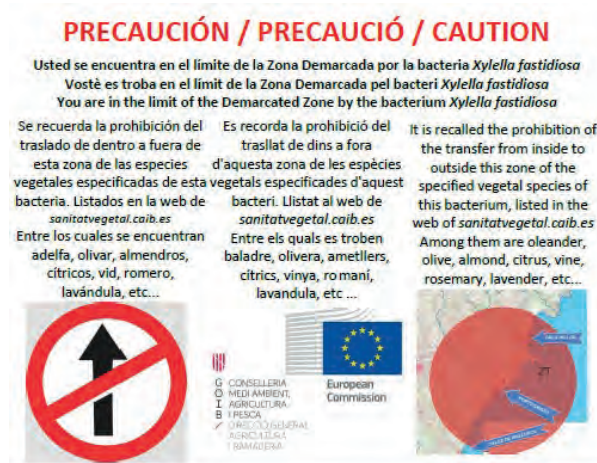 PRECAUCIÓN / PRECAUCIÓ / CAUTION
Usted se encuentra en el límite de la Zona Demarcada por la bacteria Xylella fastidiosa
Vostè es troba en el límit de la Zona Demarcada pel bacteri Xylella fastidiosa
You are in the limit of the Demarcated Zone by the bacterium Xylella fastidiosa
Se recuerda la prohibición del
traslado de dentro a fuera de
esta zona de las especies
vegetales especificadas de esta
bacteria. Listados en la web de
sanitatvegetal.caib.es
Entre los cuales se encuentran
adelfa, olivar, almendros,
cítricos, vid, romero,
lavándula, etc...
Es recorda la prohibició del
trasllat de dins a fora
d'aquesta zona de les espècies
vegetals especificades d'aquest
bacteri. Llistat al web de
sanitatvegetal.caib.es
Entre els quals es troben
baladre, olivera, ametllers,
cítrics, vinya, romaní,
lavandula, etc ...
It is recalled the prohibition of
the transfer from inside to
outside this zone of the
specified vegetal species of
this bacterium, listed in the
web of sanitatvegetal.caib.es
Among them are oleander,
olive, almond, citrus, vine,
rosemary, lavender, etc...
G CONSELLERIA
O MEDI AMBIENT,
I AGRICULTURA
B I PESCA
/ DIRECCIÓ GENERAL
AGRICULTURA
I RAMADERIA
European
Commission